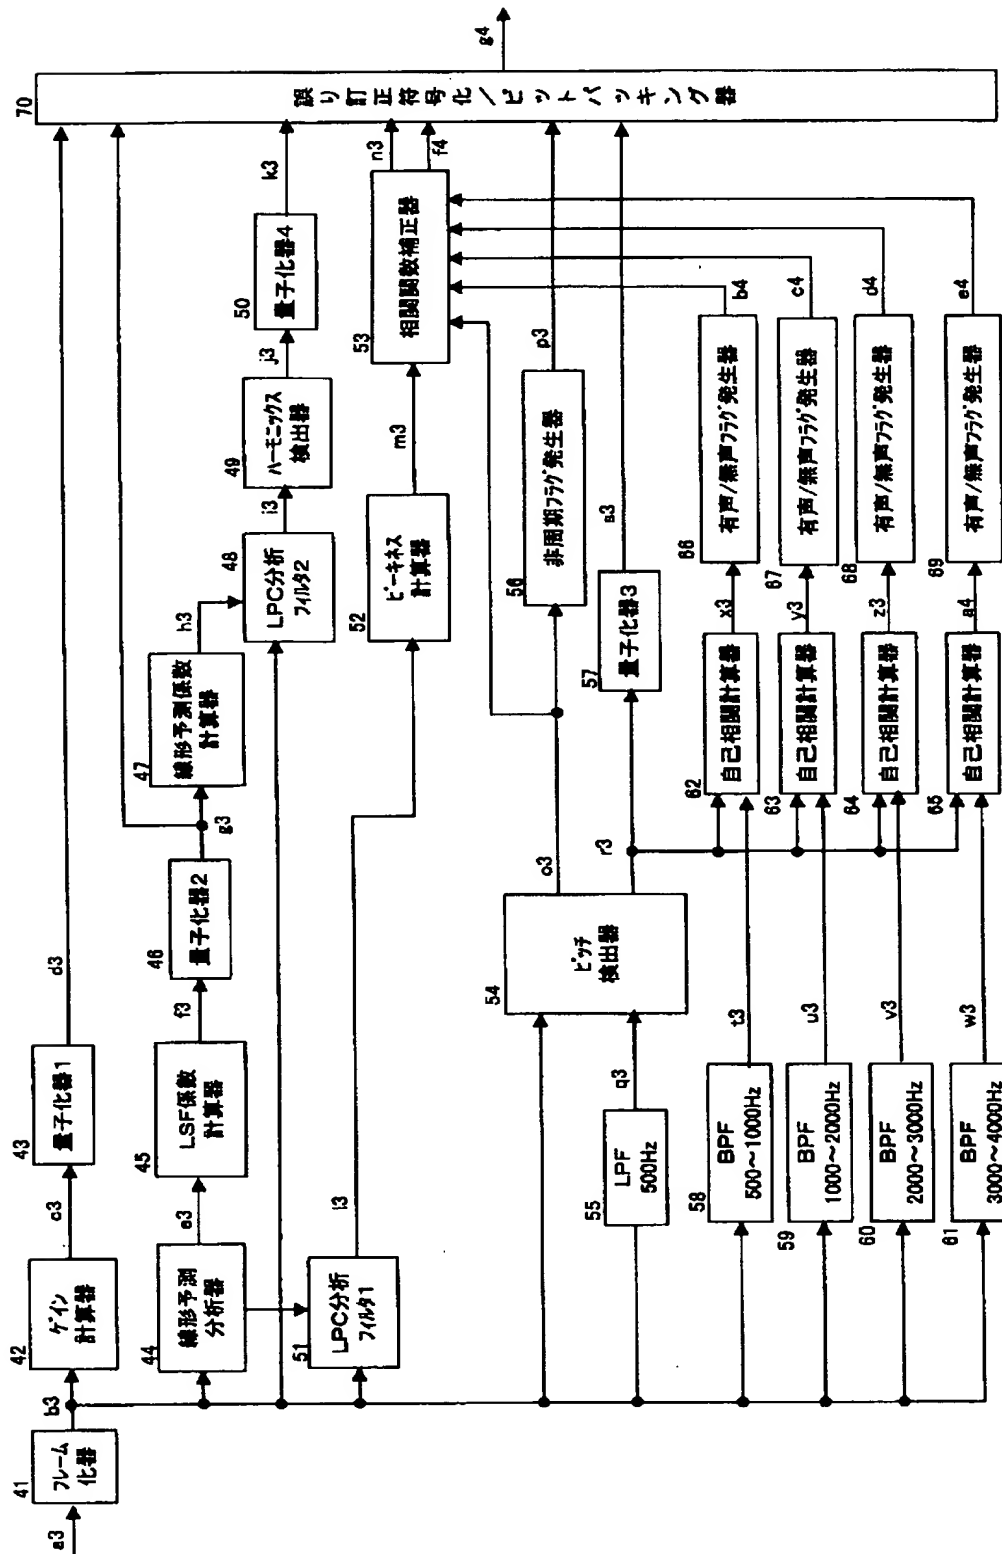 a3
41
フレーム
化器
b3
42
ゲイン
計算器
c3
43
量子化器1
d3
44
線形予測
分析器
e3
45
LSF係数
計算器
f3
46
量子化器2
g3
47
線形予測係数
計算器
h3
48
LPC分析
フィルタ2
i3
49
ハーモニックス
検出器
j3
50
量子化器4
k3
51
LPC分析
フィルタ1
l3
52
ピーキネス
計算器
m3
53
相関関数補正器
n3
f4
54
ピッチ
検出器
o3
r3
55
LPF
500Hz
q3
56
非周期フラグ発生器
p3
57
量子化器3
s3
58
BPF
500～1000Hz
t3
59
BPF
1000～2000Hz
u3
60
BPF
2000～3000Hz
v3
61
BPF
3000～4000Hz
w3
62
自己相関計算器
x3
63
自己相関計算器
y3
64
自己相関計算器
z3
65
自己相関計算器
a4
66
有声/無声フラグ発生器
b4
67
有声/無声フラグ発生器
c4
68
有声/無声フラグ発生器
d4
69
有声/無声フラグ発生器
e4
70
誤り訂正符号化/ビットパッキング器
g4